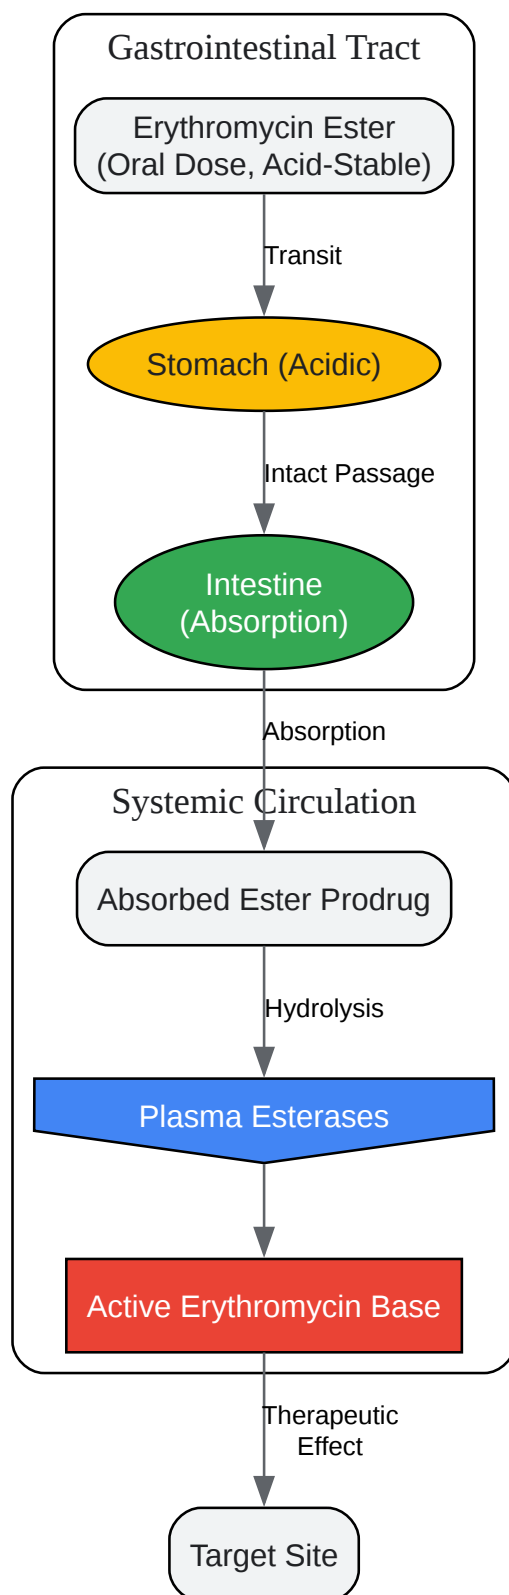 Gastrointestinal Tract
Erythromycin Ester
(Oral Dose, Acid-Stable)
Transit
Stomach (Acidic)
Intact Passage
Intestine
(Absorption)
Absorption
Systemic Circulation
Absorbed Ester Prodrug
Hydrolysis
Plasma Esterases
Active Erythromycin Base
Therapeutic
Effect
Target Site